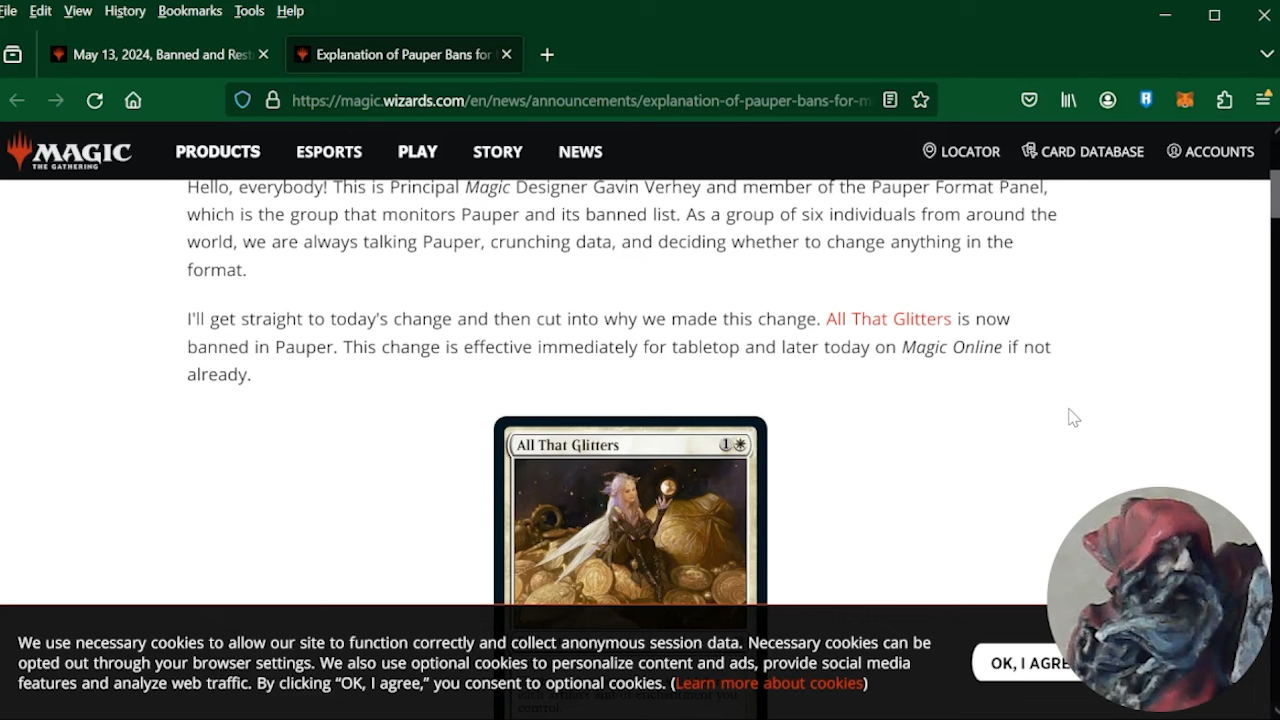 File Edit View History Bookmarks Tools Help
May 13, 2024, Banned and Rest
Explanation of Pauper Bans for
https://magic.wizards.com/en/news/announcements/explanation-of-pauper-bans-for-m
MAGIC
THE GATHERING
PRODUCTS ESPORTS PLAY STORY NEWS LOCATOR CARD DATABASE ACCOUNTS
Hello, everybody! This is Principal Magic Designer Gavin Verhey and member of the Pauper Format Panel,
which is the group that monitors Pauper and its banned list. As a group of six individuals from around the
world, we are always talking Pauper, crunching data, and deciding whether to change anything in the
format.
I'll get straight to today's change and then cut into why we made this change. All That Glitters is now
banned in Pauper. This change is effective immediately for tabletop and later today on Magic Online if not
already.
All That Glitters 1
We use necessary cookies to allow our site to function correctly and collect anonymous session data. Necessary cookies can be
opted out through your browser settings. We also use optional cookies to personalize content and ads, provide social media
features and analyze web traffic. By clicking “OK, I agree,” you consent to optional cookies. (Learn more about cookies)
OK, I AGRE
control.